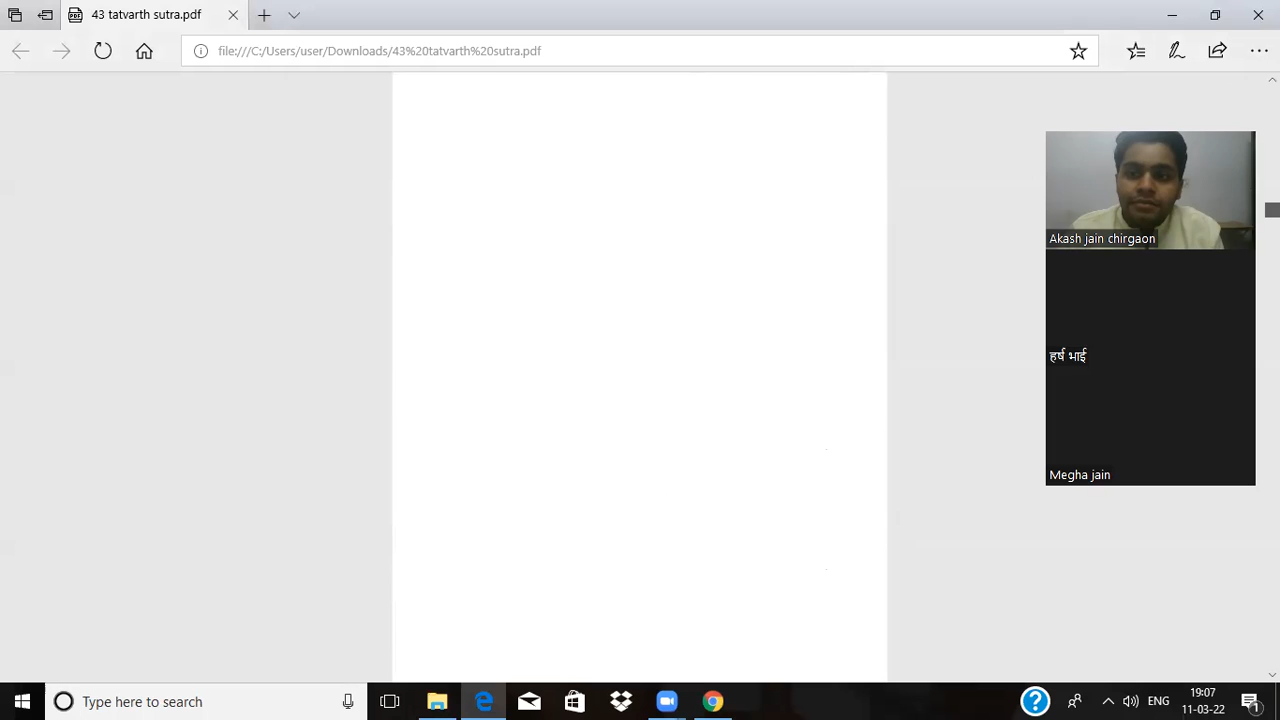 43 tatvarth sutra.pdf
file:///C:/Users/user/Downloads/43%20tatvarth%20sutra.pdf
Akash jain chirgaon
हर्ष भाई
Megha jain
Type here to search
ENG
19:07
11-03-22
1